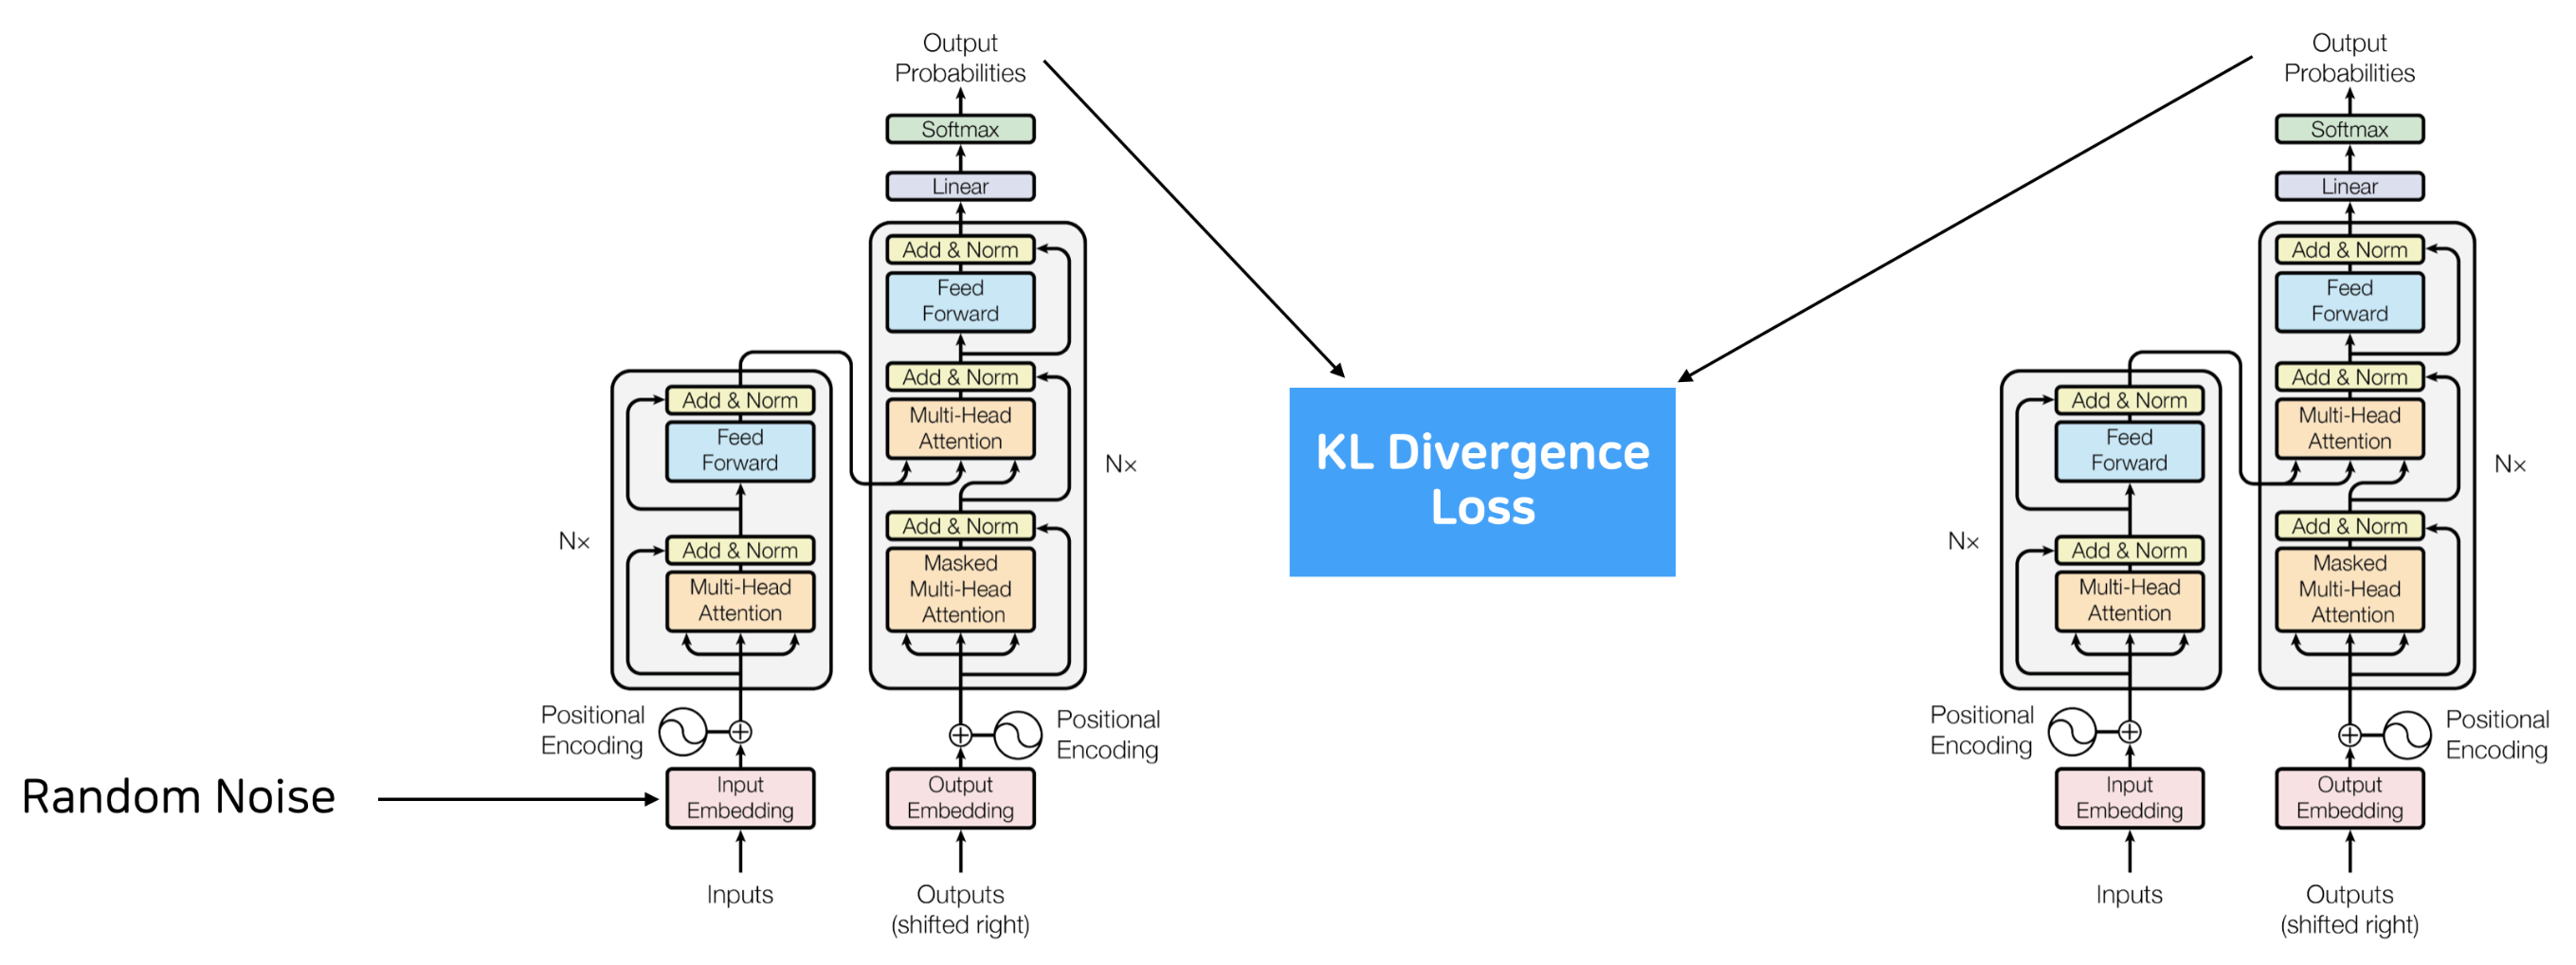 Output
Probabilities
Softmax
Linear
Add & Norm
Feed
Forward
Add & Norm
Multi-Head
Attention
Add & Norm
Masked
Multi-Head
Attention
Nx
Add & Norm
Feed
Forward
Add & Norm
Multi-Head
Attention
Nx
Positional
Encoding
Positional
Encoding
Random Noise
Input
Embedding
Output
Embedding
Inputs
Outputs
(shifted right)
KL Divergence
Loss
Output
Probabilities
Softmax
Linear
Add & Norm
Feed
Forward
Add & Norm
Multi-Head
Attention
Add & Norm
Masked
Multi-Head
Attention
Nx
Add & Norm
Feed
Forward
Add & Norm
Multi-Head
Attention
Nx
Positional
Encoding
Positional
Encoding
Input
Embedding
Output
Embedding
Inputs
Outputs
(shifted right)